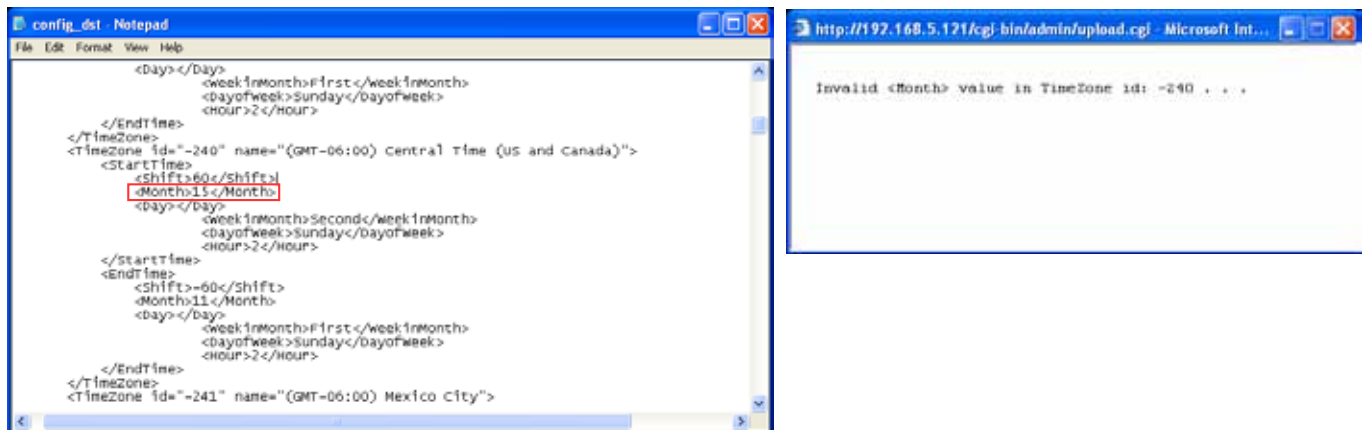 config_dst - Notepad
File Edit Format View Help
<Day></Day>
<WeekInMonth>First</WeekInMonth>
<DayofWeek>Sunday</DayofWeek>
<Hour>2</Hour>
</EndTime>
</TimeZone>
<TimeZone id="-240" name="(GMT-06:00) Central Time (US and Canada)">
<StartTime>
<Shift>60</Shift>
<Month>15</Month>
<Day></Day>
<WeekInMonth>Second</WeekInMonth>
<DayofWeek>Sunday</DayofWeek>
<Hour>2</Hour>
</StartTime>
<EndTime>
<Shift>-60</Shift>
<Month>11</Month>
<Day></Day>
<WeekInMonth>First</WeekInMonth>
<DayofWeek>Sunday</DayofWeek>
<Hour>2</Hour>
</EndTime>
</TimeZone>
<TimeZone id="-241" name="(GMT-06:00) Mexico City">
http://192.168.5.121/cgi-bin/admin/upload.cgi - Microsoft Int...
Invalid <Month> value in TimeZone id: -240 . . .